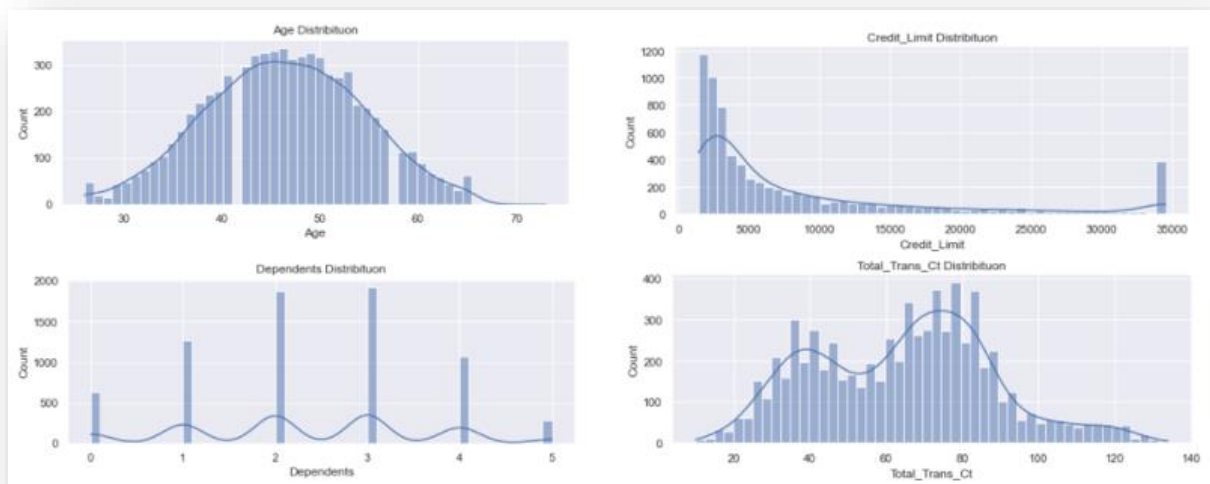 Age Distribituon
300
200
100
0
Count
30 40 50 60 70
Age
Credit_Limit Distribituon
1200
1000
800
600
400
200
0
Count
0 5000 10000 15000 20000 25000 30000 35000
Credit_Limit
Dependents Distribituon
2000
1500
1000
500
0
Count
0 1 2 3 4 5
Dependents
Total_Trans_Ct Distribituon
400
300
200
100
0
Count
20 40 60 80 100 120 140
Total_Trans_Ct